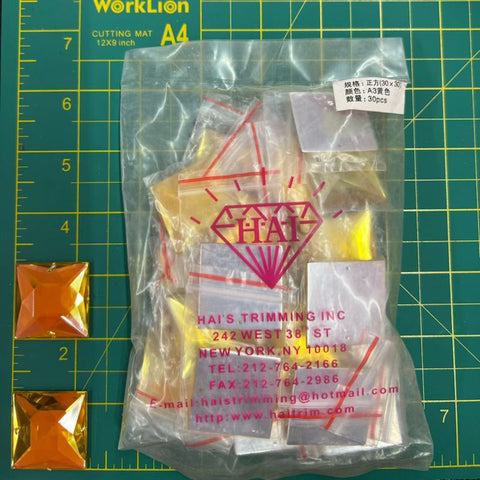 WorkLion
CUTTING MAT
12X9 inch
A4
7
6
5
4
2
7
规格：正方(30×30)
颜色：A3黄色
数量：30pcs
HAI
HAI'S TRIMMING INC
242 WEST 38 ST
NEW YORK,NY 10018
TEL:212-764-2166
FAX:212-764-2986
E-mail:haistrimming@hotmail.com
http:www.haitrim.com